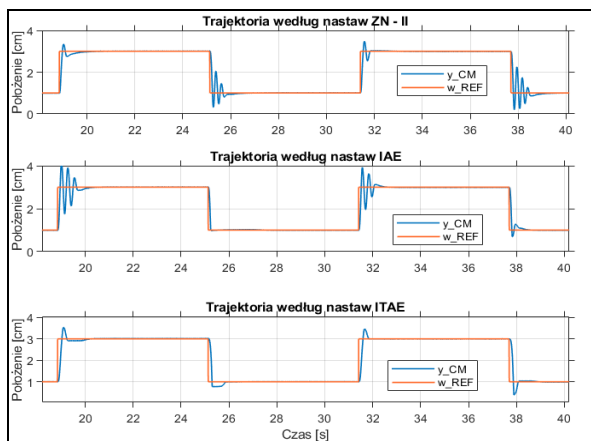 Trajektoria według nastaw ZN - II
Położenie [cm]
4
2
0
y_CM
w_REF
20 22 24 26 28 30 32 34 36 38 40
Trajektoria według nastaw IAE
Położenie [cm]
4
2
0
y_CM
w_REF
20 22 24 26 28 30 32 34 36 38 40
Trajektoria według nastaw ITAE
Położenie [cm]
4
3
2
1
y_CM
w_REF
20 22 24 26 28 30 32 34 36 38 40
Czas [s]